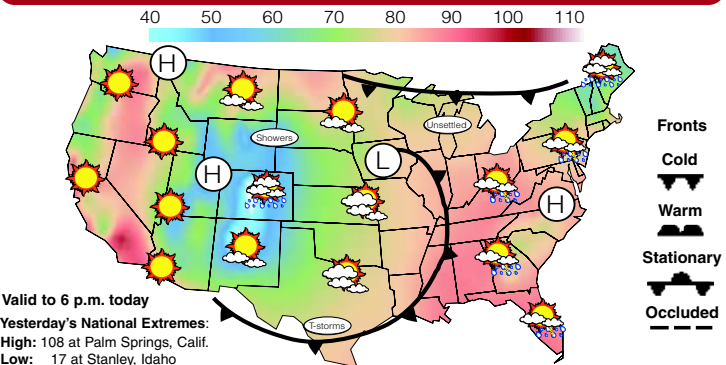 40 50 60 70 80 90 100 110
H
Showers
Unsettled
L
H
H
T-storms
Fronts
Cold
Warm
Stationary
Occluded
Valid to 6 p.m. today
Yesterday's National Extremes:
High: 108 at Palm Springs, Calif.
Low: 17 at Stanley, Idaho